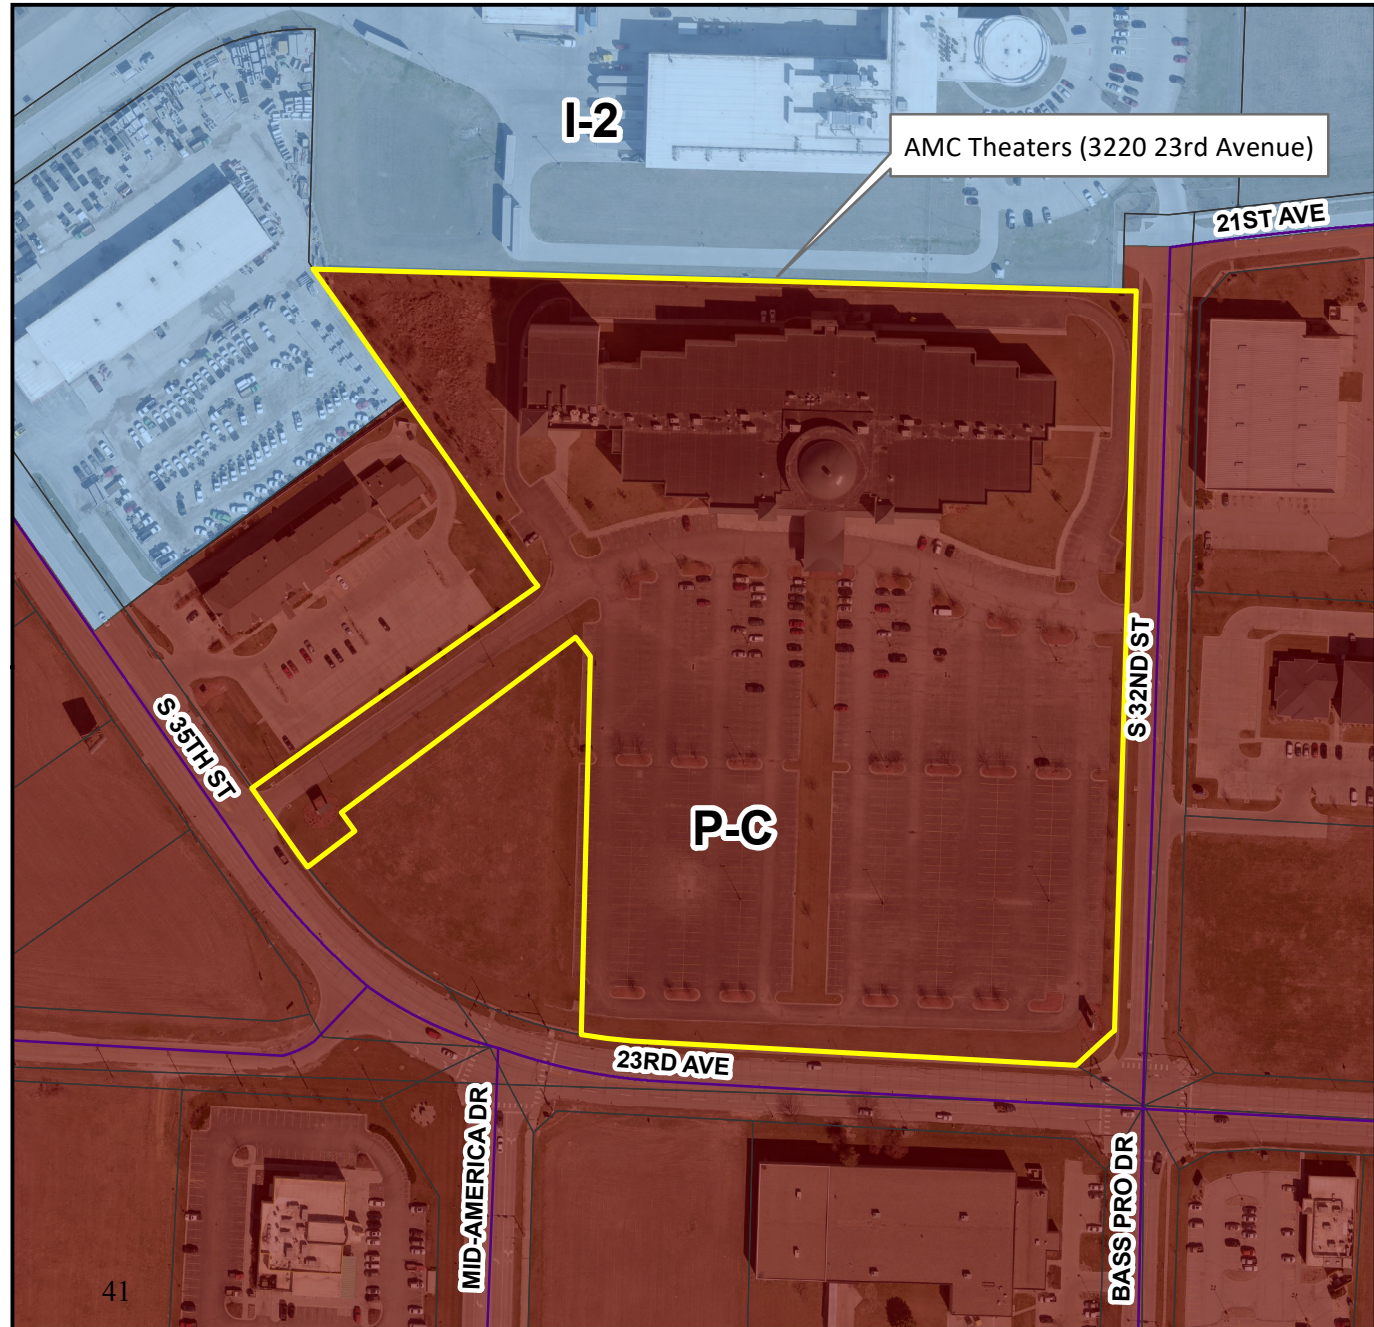 I-2
AMC Theaters (3220 23rd Avenue)
21ST AVE
S 32ND ST
S 35TH ST
P-C
23RD AVE
MID-AMERICA DR
BASS PRO DR
41